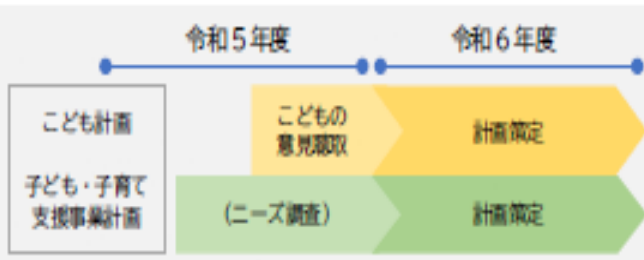 令和５年度
令和６年度
こども計画
こどもの
意見聴取
計画策定
子ども・子育て
支援事業計画
（ニーズ調査）
計画策定